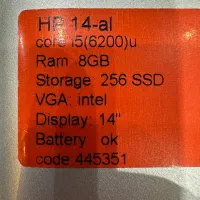 HP 14-al
core i5(6200)u
Ram  8GB
Storage  256 SSD
VGA: intel
Display: 14"
Battery  ok
code 445351